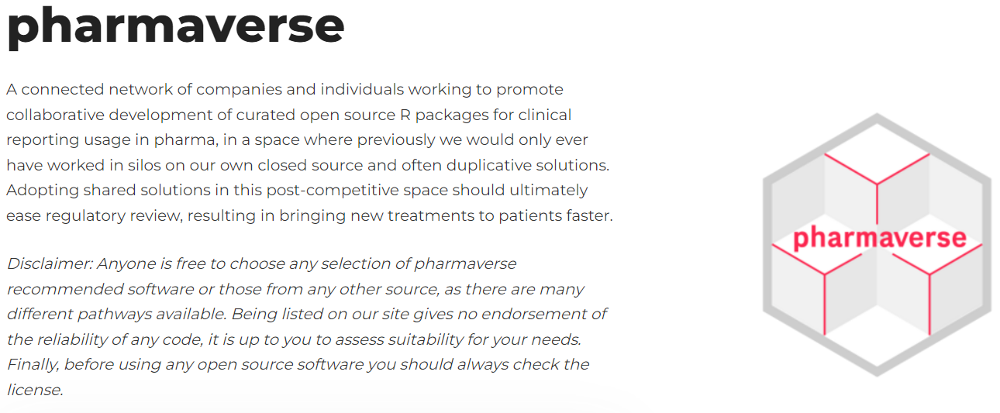 pharmaverse
A connected network of companies and individuals working to promote
collaborative development of curated open source R packages for clinical
reporting usage in pharma, in a space where previously we would only ever
have worked in silos on our own closed source and often duplicative solutions.
Adopting shared solutions in this post-competitive space should ultimately
ease regulatory review, resulting in bringing new treatments to patients faster.
Disclaimer: Anyone is free to choose any selection of pharmaverse
recommended software or those from any other source, as there are many
different pathways available. Being listed on our site gives no endorsement of
the reliability of any code, it is up to you to assess suitability for your needs.
Finally, before using any open source software you should always check the
license.
pharmaverse